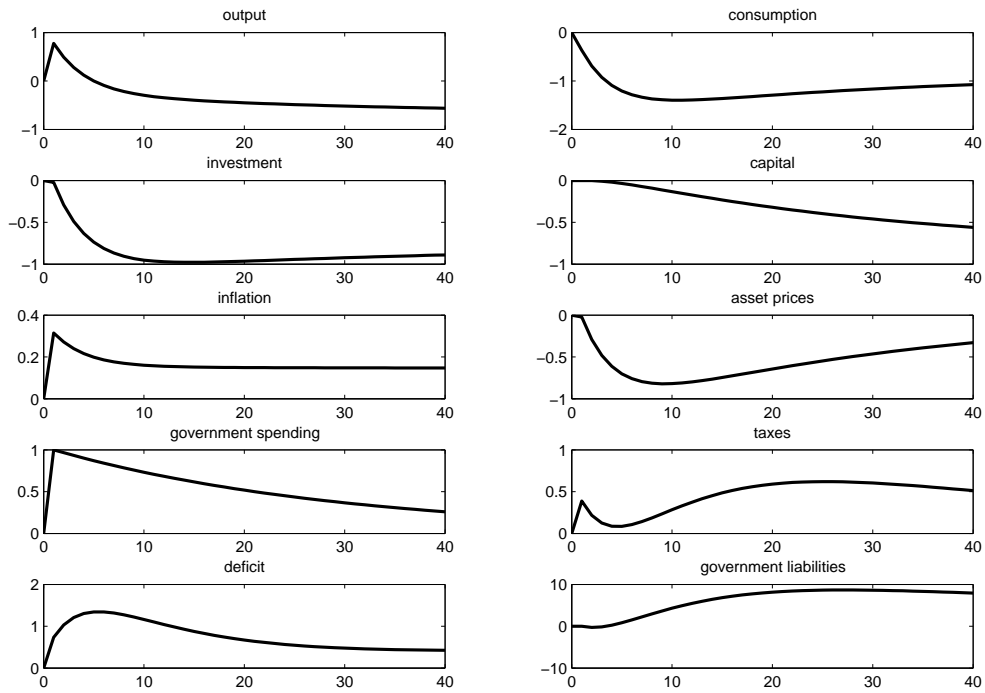 output
1
0
−1
0 10 20 30 40
consumption
0
−1
−2
0 10 20 30 40
investment
0
−0.5
−1
0 10 20 30 40
capital
0
−0.5
−1
0 10 20 30 40
inflation
0.4
0.2
0
0 10 20 30 40
asset prices
0
−0.5
−1
0 10 20 30 40
government spending
1
0.5
0
0 10 20 30 40
taxes
1
0.5
0
0 10 20 30 40
deficit
2
1
0
0 10 20 30 40
government liabilities
10
0
−10
0 10 20 30 40